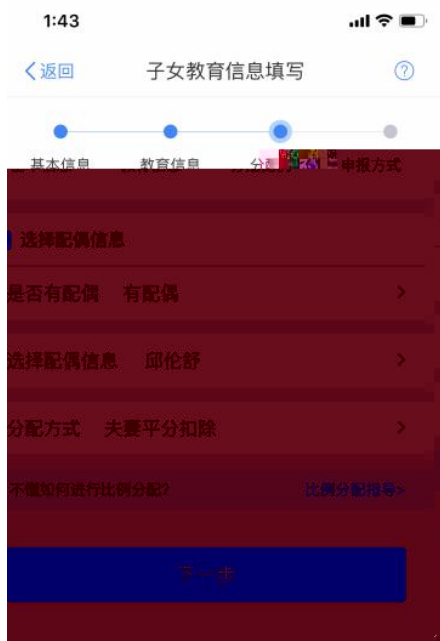 1:43
返回 子女教育信息填写
基本信息 教育信息 申报方式
选择配偶信息
是否有配偶 有配偶
选择配偶信息 邱伦舒
分配方式 夫妻平分扣除
不懂如何进行比例分配? 比例分配指导>
下一步